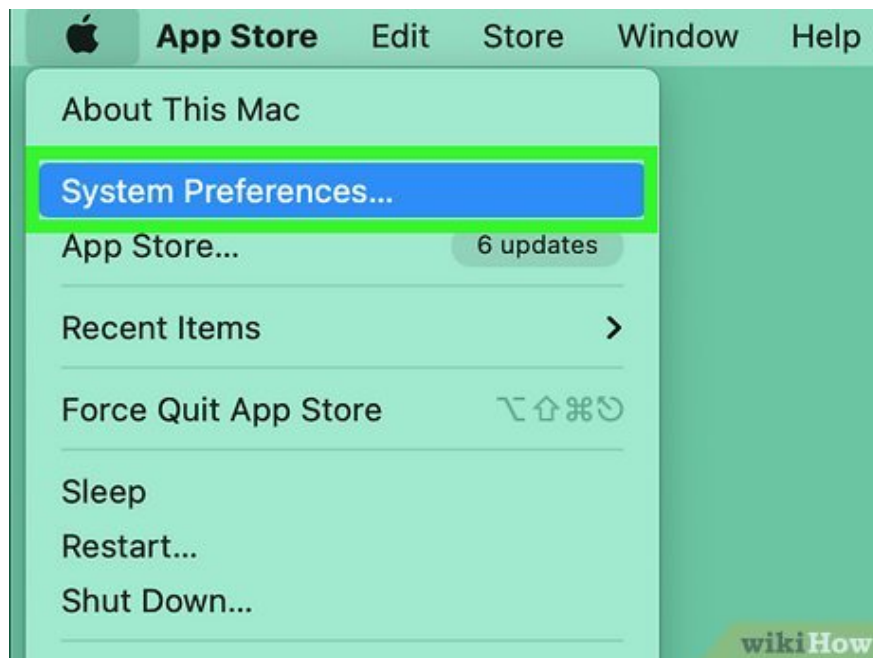 App Store Edit Store Window Help
About This Mac
System Preferences...
App Store... 6 updates
Recent Items
Force Quit App Store ⌥⇧⌘⎋
Sleep
Restart...
Shut Down...
wikiHow